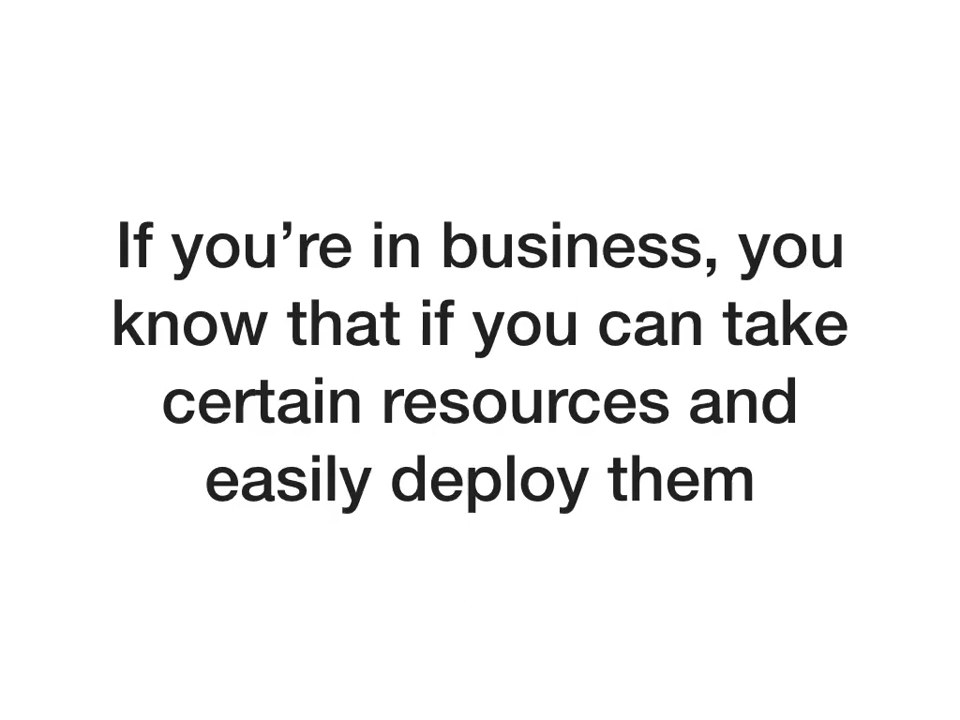 If you’re in business, you
know that if you can take
certain resources and
easily deploy them